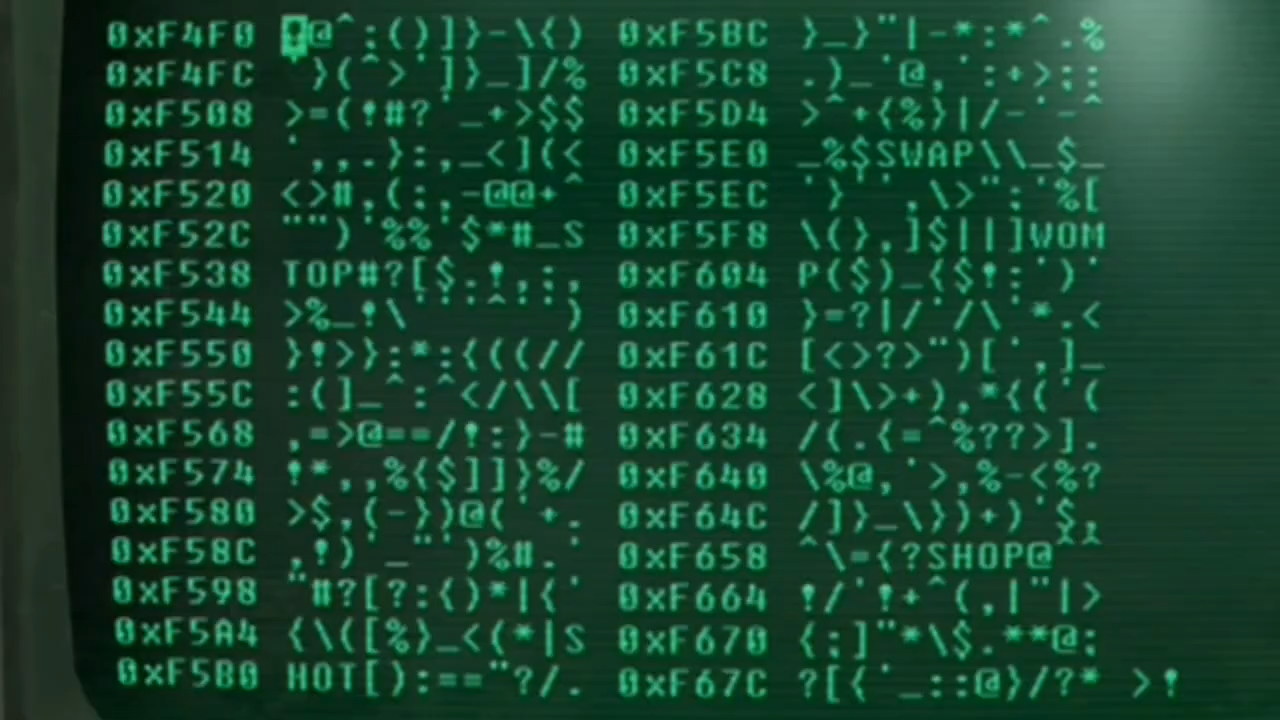 0xF4F0 !@^:()]}-\{} 0xF5BC }_}"|-*:*^.%
0xF4FC '}(^>']}_]/% 0xF5C8 .)_'@,':+>;:
0xF508 >=(!#?'_+>$$ 0xF5D4 >^+{%}|/-'-^
0xF514 ',,.}:,_<](< 0xF5E0 _%$SWAP\\_$_
0xF520 <>#,(:,-@@+^ 0xF5EC '}'',\>";'%[
0xF52C "")'%%'$*#_S 0xF5F8 \(},]$||]WOM
0xF538 TOP#?[$.!,:, 0xF604 P($)_{$!:')'
0xF544 >%_!\'':^::) 0xF610 }=?|/'/\'*.<
0xF550 }!>}:*:{((// 0xF61C [<>?>")[',]_
0xF55C :(]_^:^</\\[ 0xF628 <]\>+),*{('(
0xF568 ,=>@==/!:}-# 0xF634 /(.{=^%??>].
0xF574 !*,,%{$]]}%/ 0xF640 \%@,'>,%-<%?
0xF580 >$,(-})@('+. 0xF64C /]}_\})+)'$,
0xF58C ,!)'_"')%#.' 0xF658 ^\={?SHOP@^^
0xF598 "#?[?:{)*|{' 0xF664 !/'!+^(,|"|>
0xF5A4 {\([%}_<(*|S 0xF670 {;]"*\$.**@;
0xF5B0 HOT[):=="?/. 0xF67C ?[{'_::@}/?* >!